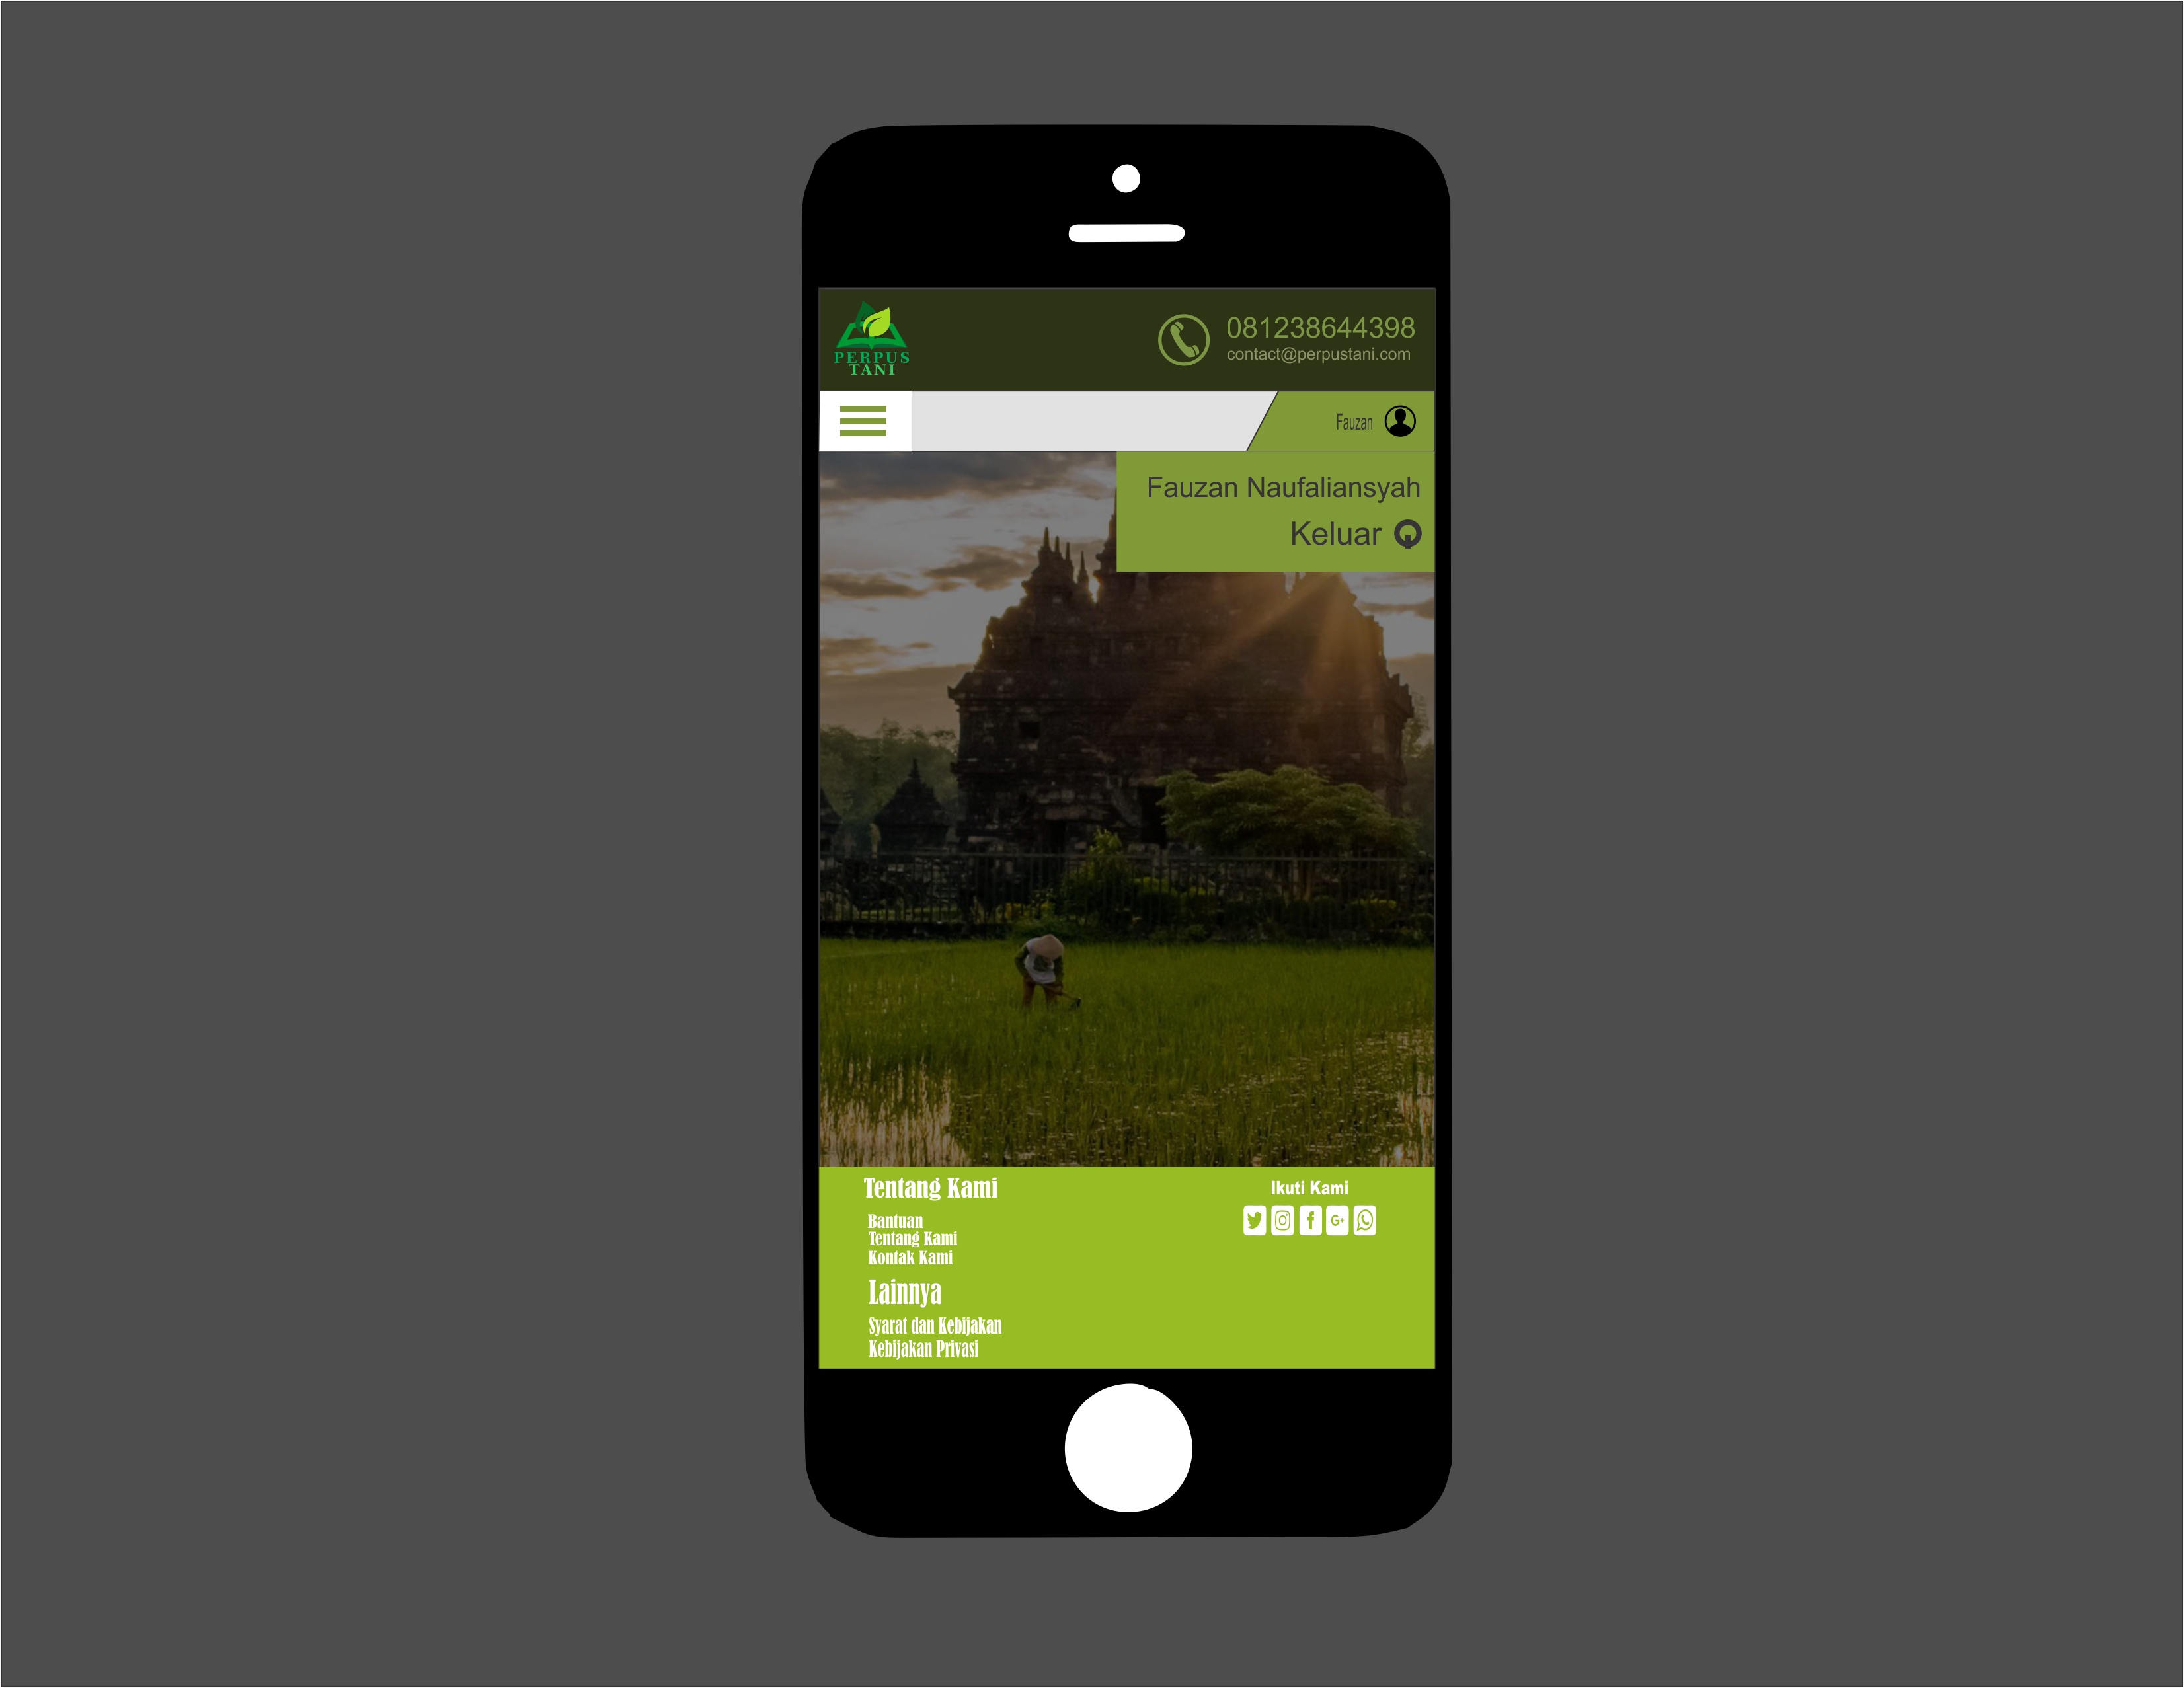 PERPUS
TANI
081238644398
contact@perpustani.com
Fauzan
Fauzan Naufaliansyah
Keluar
Tentang Kami
Bantuan
Tentang Kami
Kontak Kami
Lainnya
Syarat dan Kebijakan
Kebijakan Privasi
Ikuti Kami
G+